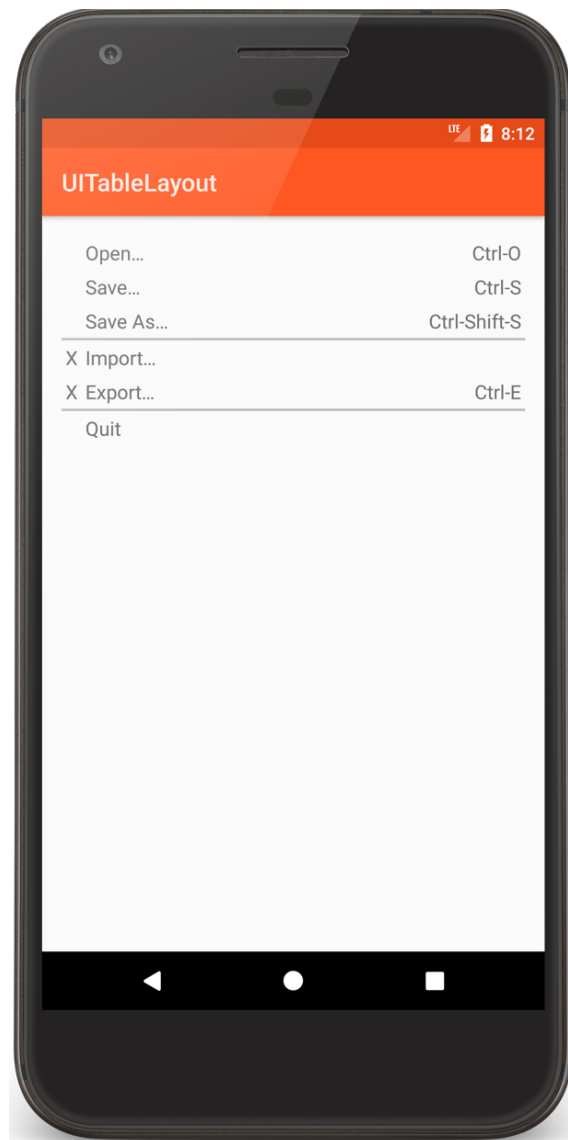 LTE 8:12
UITableLayout
Open… Ctrl-O
Save… Ctrl-S
Save As… Ctrl-Shift-S
X Import…
X Export… Ctrl-E
Quit